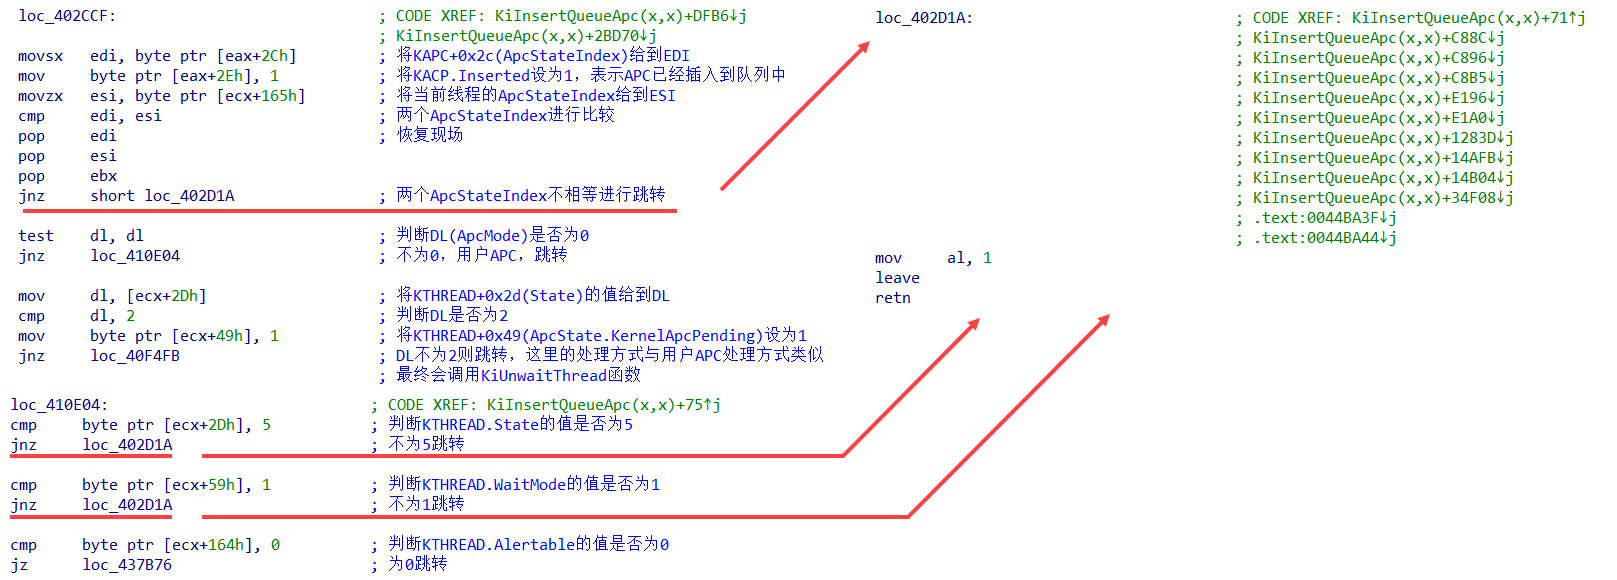 loc_402CCF: ; CODE XREF: KiInsertQueueApc(x,x)+DFB6↓j
; KiInsertQueueApc(x,x)+2BD70↓j
movsx edi, byte ptr [eax+2Ch] ; 将KAPC+0x2c(ApcStateIndex)给到EDI
mov byte ptr [eax+2Eh], 1 ; 将KACP.Inserted设为1，表示APC已经插入到队列中
movzx esi, byte ptr [ecx+165h] ; 将当前线程的ApcStateIndex给到ESI
cmp edi, esi ; 两个ApcStateIndex进行比较
pop edi ; 恢复现场
pop esi
pop ebx
jnz short loc_402D1A ; 两个ApcStateIndex不相等进行跳转
test dl, dl ; 判断DL(ApcMode)是否为0
jnz loc_410E04 ; 不为0，用户APC，跳转
mov dl, [ecx+2Dh] ; 将KTHREAD+0x2d(State)的值给到DL
cmp dl, 2 ; 判断DL是否为2
mov byte ptr [ecx+49h], 1 ; 将KTHREAD+0x49(ApcState.KernelApcPending)设为1
jnz loc_40F4FB ; DL不为2则跳转，这里的处理方式与用户APC处理方式类似
; 最终会调用KiUnwaitThread函数
loc_410E04: ; CODE XREF: KiInsertQueueApc(x,x)+75↑j
cmp byte ptr [ecx+2Dh], 5 ; 判断KTHREAD.State的值是否为5
jnz loc_402D1A ; 不为5跳转
cmp byte ptr [ecx+59h], 1 ; 判断KTHREAD.WaitMode的值是否为1
jnz loc_402D1A ; 不为1跳转
cmp byte ptr [ecx+164h], 0 ; 判断KTHREAD.Alertable的值是否为0
jz loc_437B76 ; 为0跳转
loc_402D1A: ; CODE XREF: KiInsertQueueApc(x,x)+71↑j
; KiInsertQueueApc(x,x)+C88C↓j
; KiInsertQueueApc(x,x)+C896↓j
; KiInsertQueueApc(x,x)+C8B5↓j
; KiInsertQueueApc(x,x)+E196↓j
; KiInsertQueueApc(x,x)+E1A0↓j
; KiInsertQueueApc(x,x)+1283D↓j
; KiInsertQueueApc(x,x)+14AFB↓j
; KiInsertQueueApc(x,x)+14B04↓j
; KiInsertQueueApc(x,x)+34F08↓j
; .text:0044BA3F↓j
; .text:0044BA44↓j
mov al, 1
leave
retn